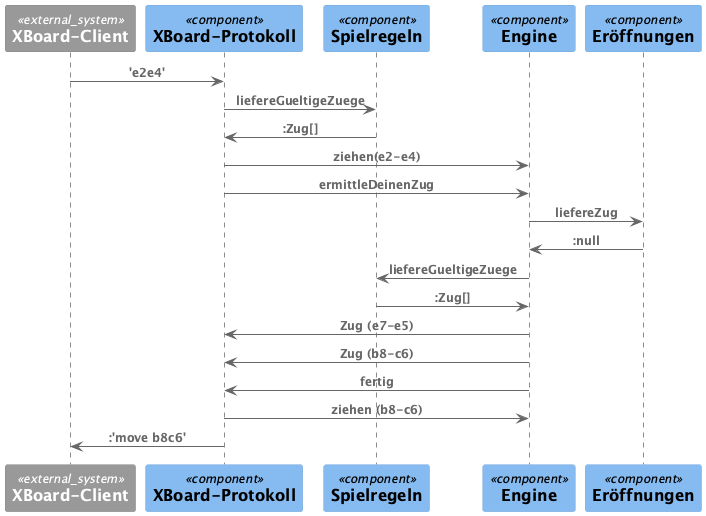 «external_system» «component» «component» «component» «component»
XBoard-Client XBoard-Protokoll Spielregeln Engine Eröffnungen
'e2e4'
liefereGueltigeZuege
:Zug[]
ziehen(e2-e4)
ermittleDeinenZug
liefereZug
:null
liefereGueltigeZuege
:Zug[]
Zug (e7-e5)
Zug (b8-c6)
fertig
ziehen (b8-c6)
:'move b8c6'
«external_system» «component» «component» «component» «component»
XBoard-Client XBoard-Protokoll Spielregeln Engine Eröffnungen